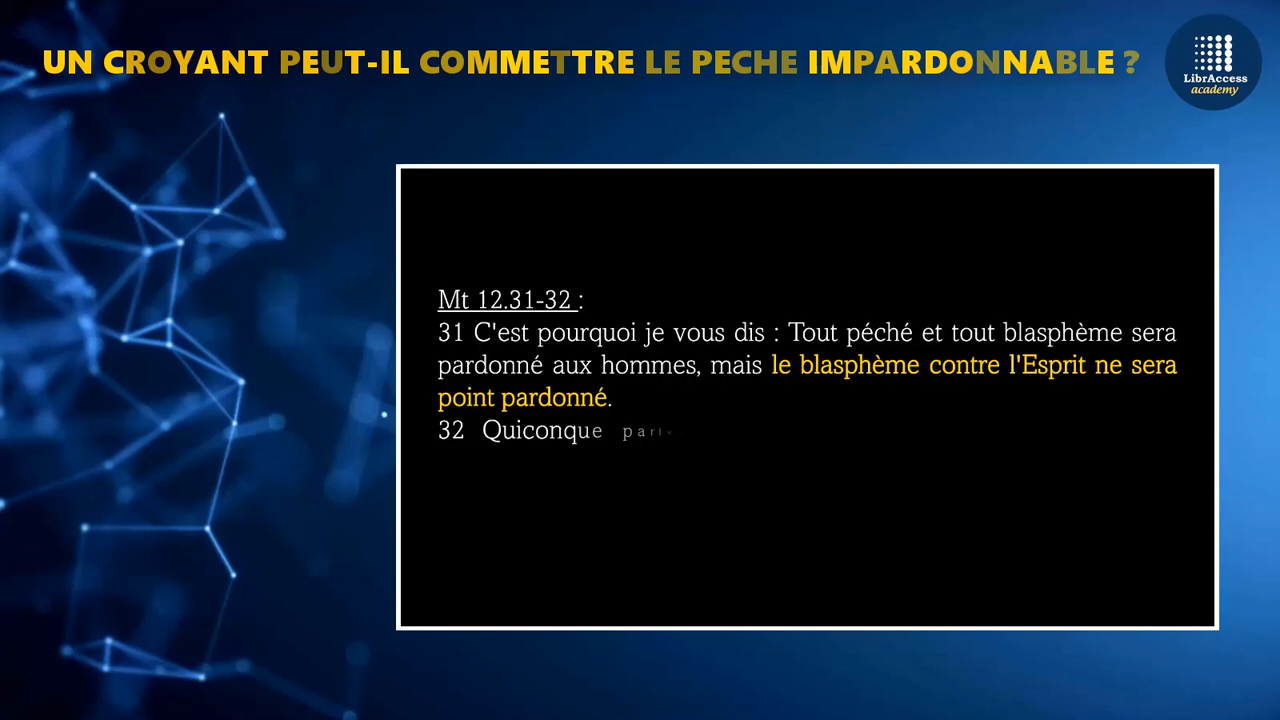 UN CROYANT PEUT-IL COMMETTRE LE PECHE IMPARDONNABLE ?
LibrAccess
academy
Mt 12.31-32 :
31 C'est pourquoi je vous dis : Tout péché et tout blasphème sera
pardonné aux hommes, mais le blasphème contre l'Esprit ne sera
point pardonné.
32 Quiconque